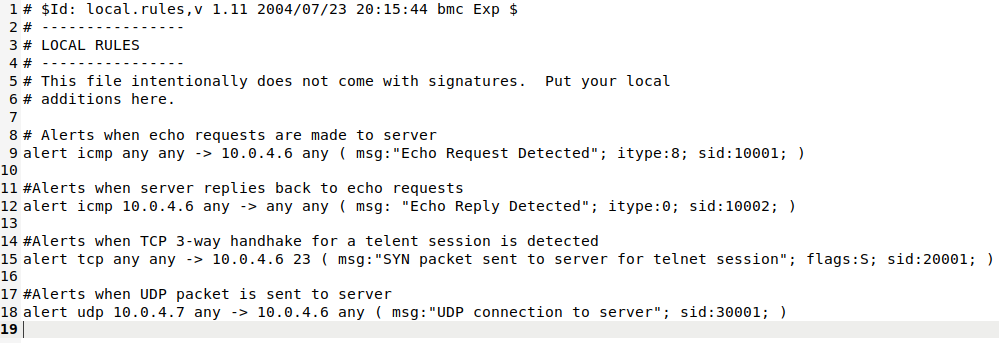 1 # $Id: local.rules,v 1.11 2004/07/23 20:15:44 bmc Exp $
2 # ----------------
3 # LOCAL RULES
4 # ----------------
5 # This file intentionally does not come with signatures.  Put your local
6 # additions here.
7
8 # Alerts when echo requests are made to server
9 alert icmp any any -> 10.0.4.6 any ( msg:"Echo Request Detected"; itype:8; sid:10001; )
10
11 #Alerts when server replies back to echo requests
12 alert icmp 10.0.4.6 any -> any any ( msg: "Echo Reply Detected"; itype:0; sid:10002; )
13
14 #Alerts when TCP 3-way handhake for a telent session is detected
15 alert tcp any any -> 10.0.4.6 23 ( msg:"SYN packet sent to server for telnet session"; flags:S; sid:20001; )
16
17 #Alerts when UDP packet is sent to server
18 alert udp 10.0.4.7 any -> 10.0.4.6 any ( msg:"UDP connection to server"; sid:30001; )
19